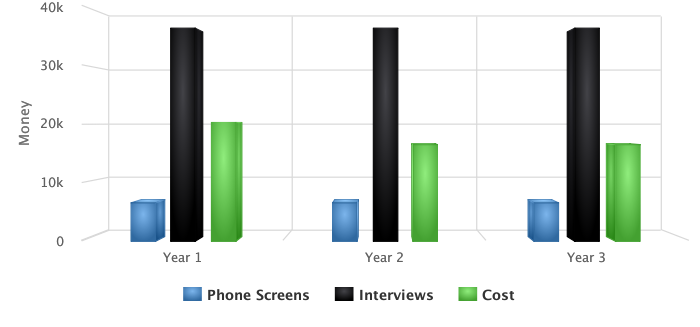 40k
30k
20k
10k
0
Money
Year 1
Year 2
Year 3
Phone Screens
Interviews
Cost